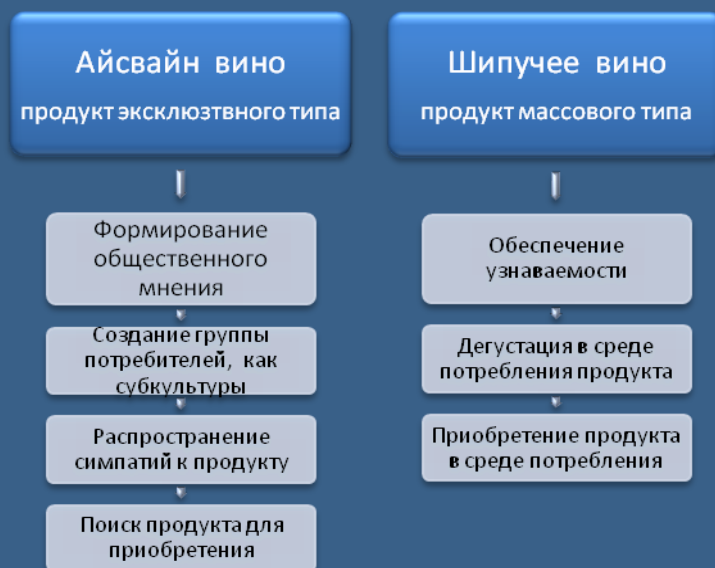 Айсвайн вино
продукт эксклюзтвного типа
Формирование
общественного
мнения
Создание группы
потребителей, как
субкультуры
Распространение
симпатий к продукту
Поиск продукта для
приобретения
Шипучее вино
продукт массового типа
Обеспечение
узнаваемости
Дегустация в среде
потребления продукта
Приобретение продукта
в среде потребления